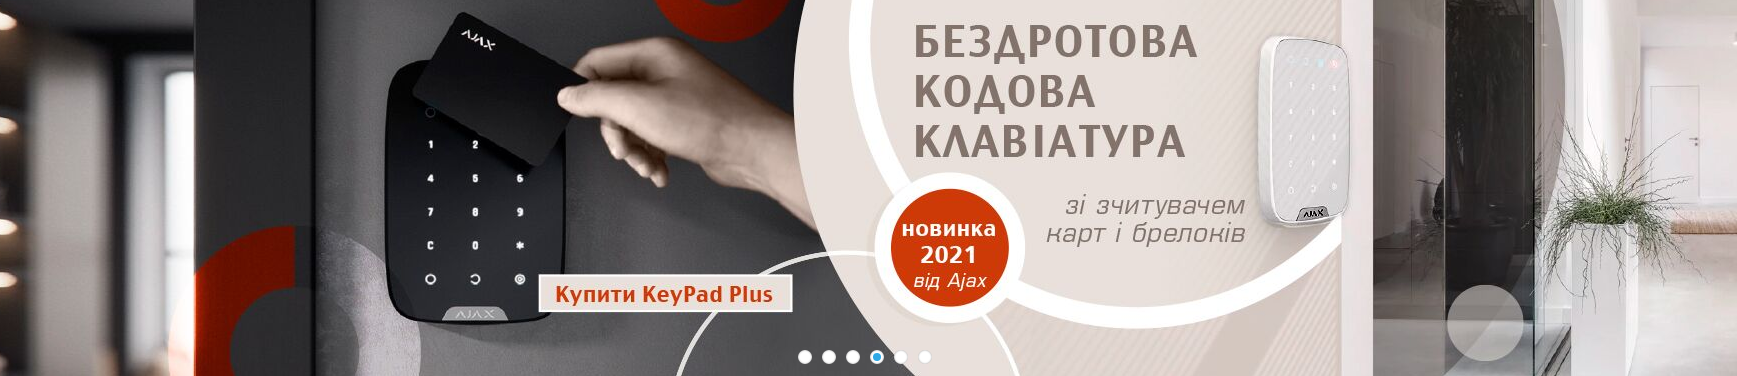 AJAX
1 2
4 5 6
7 8 9
C 0 *
AJAX
Купити KeyPad Plus
БЕЗДРОТОВА
КОДОВА
КЛАВІАТУРА
зі зчитувачем
карт і брелоків
новинка
2021
від Ajax
AJAX